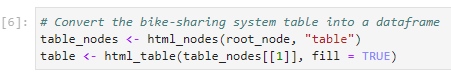 [6]: # Convert the bike-sharing system table into a dataframe
table_nodes <- html_nodes(root_node, "table")
table <- html_table(table_nodes[[1]], fill = TRUE)